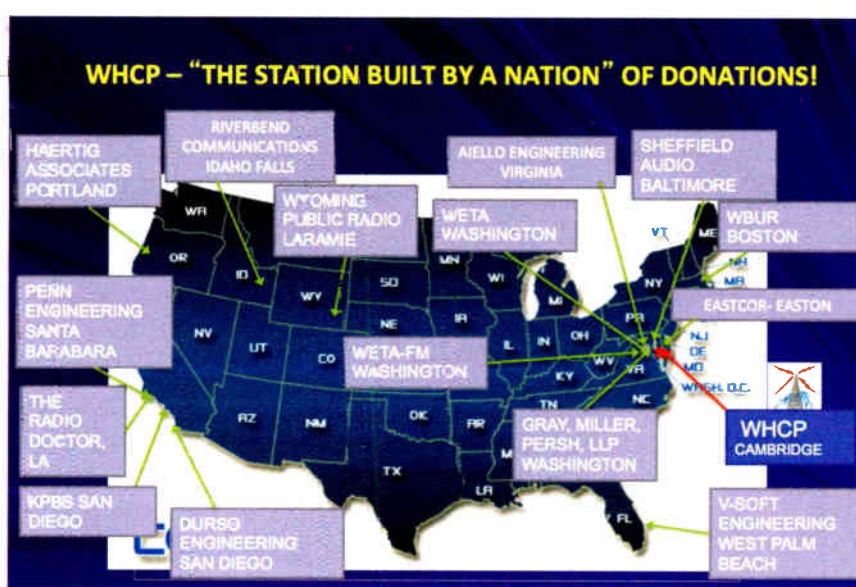 WHCP – “THE STATION BUILT BY A NATION” OF DONATIONS!
HAERTIG
ASSOCIATES
PORTLAND
RIVERBEND
COMMUNICATIONS
IDAHO FALLS
WYOMING
PUBLIC RADIO
LARAMIE
WETA
WASHINGTON
AIELLO ENGINEERING
VIRGINIA
SHEFFIELD
AUDIO
BALTIMORE
WBUR
BOSTON
PENN
ENGINEERING
SANTA
BARABARA
WETA-FM
WASHINGTON
EASTCOR- EASTON
THE
RADIO
DOCTOR,
LA
GRAY, MILLER,
PERSH, LLP
WASHINGTON
WHCP
CAMBRIDGE
KPBS SAN
DIEGO
DURSO
ENGINEERING
SAN DIEGO
V-SOFT
ENGINEERING
WEST PALM
BEACH
WA
OR
ID
WY
NV
UT
CO
AZ
NM
SD
NE
MN
IA
WI
MI
IL
IN
OH
KY
WV
VA
PA
NY
VT
ME
NH
MA
NJ
DE
MD
WASH. D.C.
NC
TN
OK
AR
TX
LA
FL